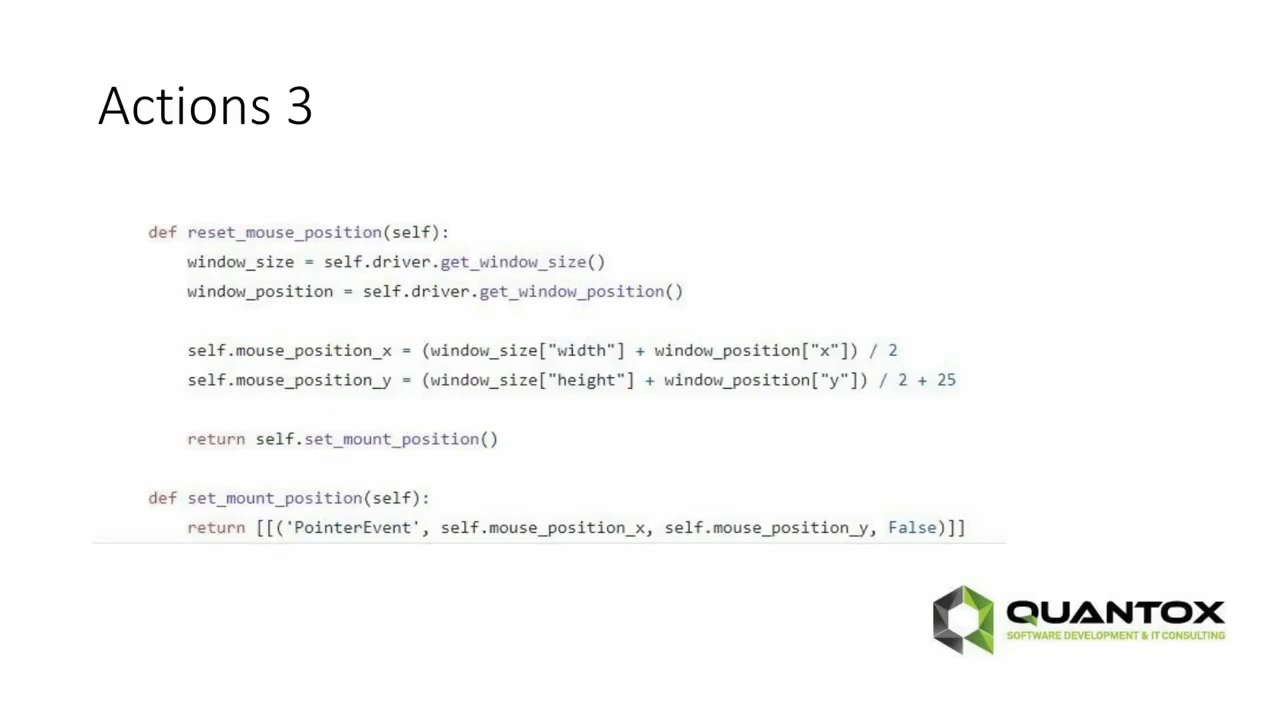 Actions 3
def reset_mouse_position(self):
window_size = self.driver.get_window_size()
window_position = self.driver.get_window_position()
self.mouse_position_x = (window_size["width"] + window_position["x"]) / 2
self.mouse_position_y = (window_size["height"] + window_position["y"]) / 2 + 25
return self.set_mount_position()
def set_mount_position(self):
return [[('PointerEvent', self.mouse_position_x, self.mouse_position_y, False)]]
QUANTOX
SOFTWARE DEVELOPMENT & IT CONSULTING